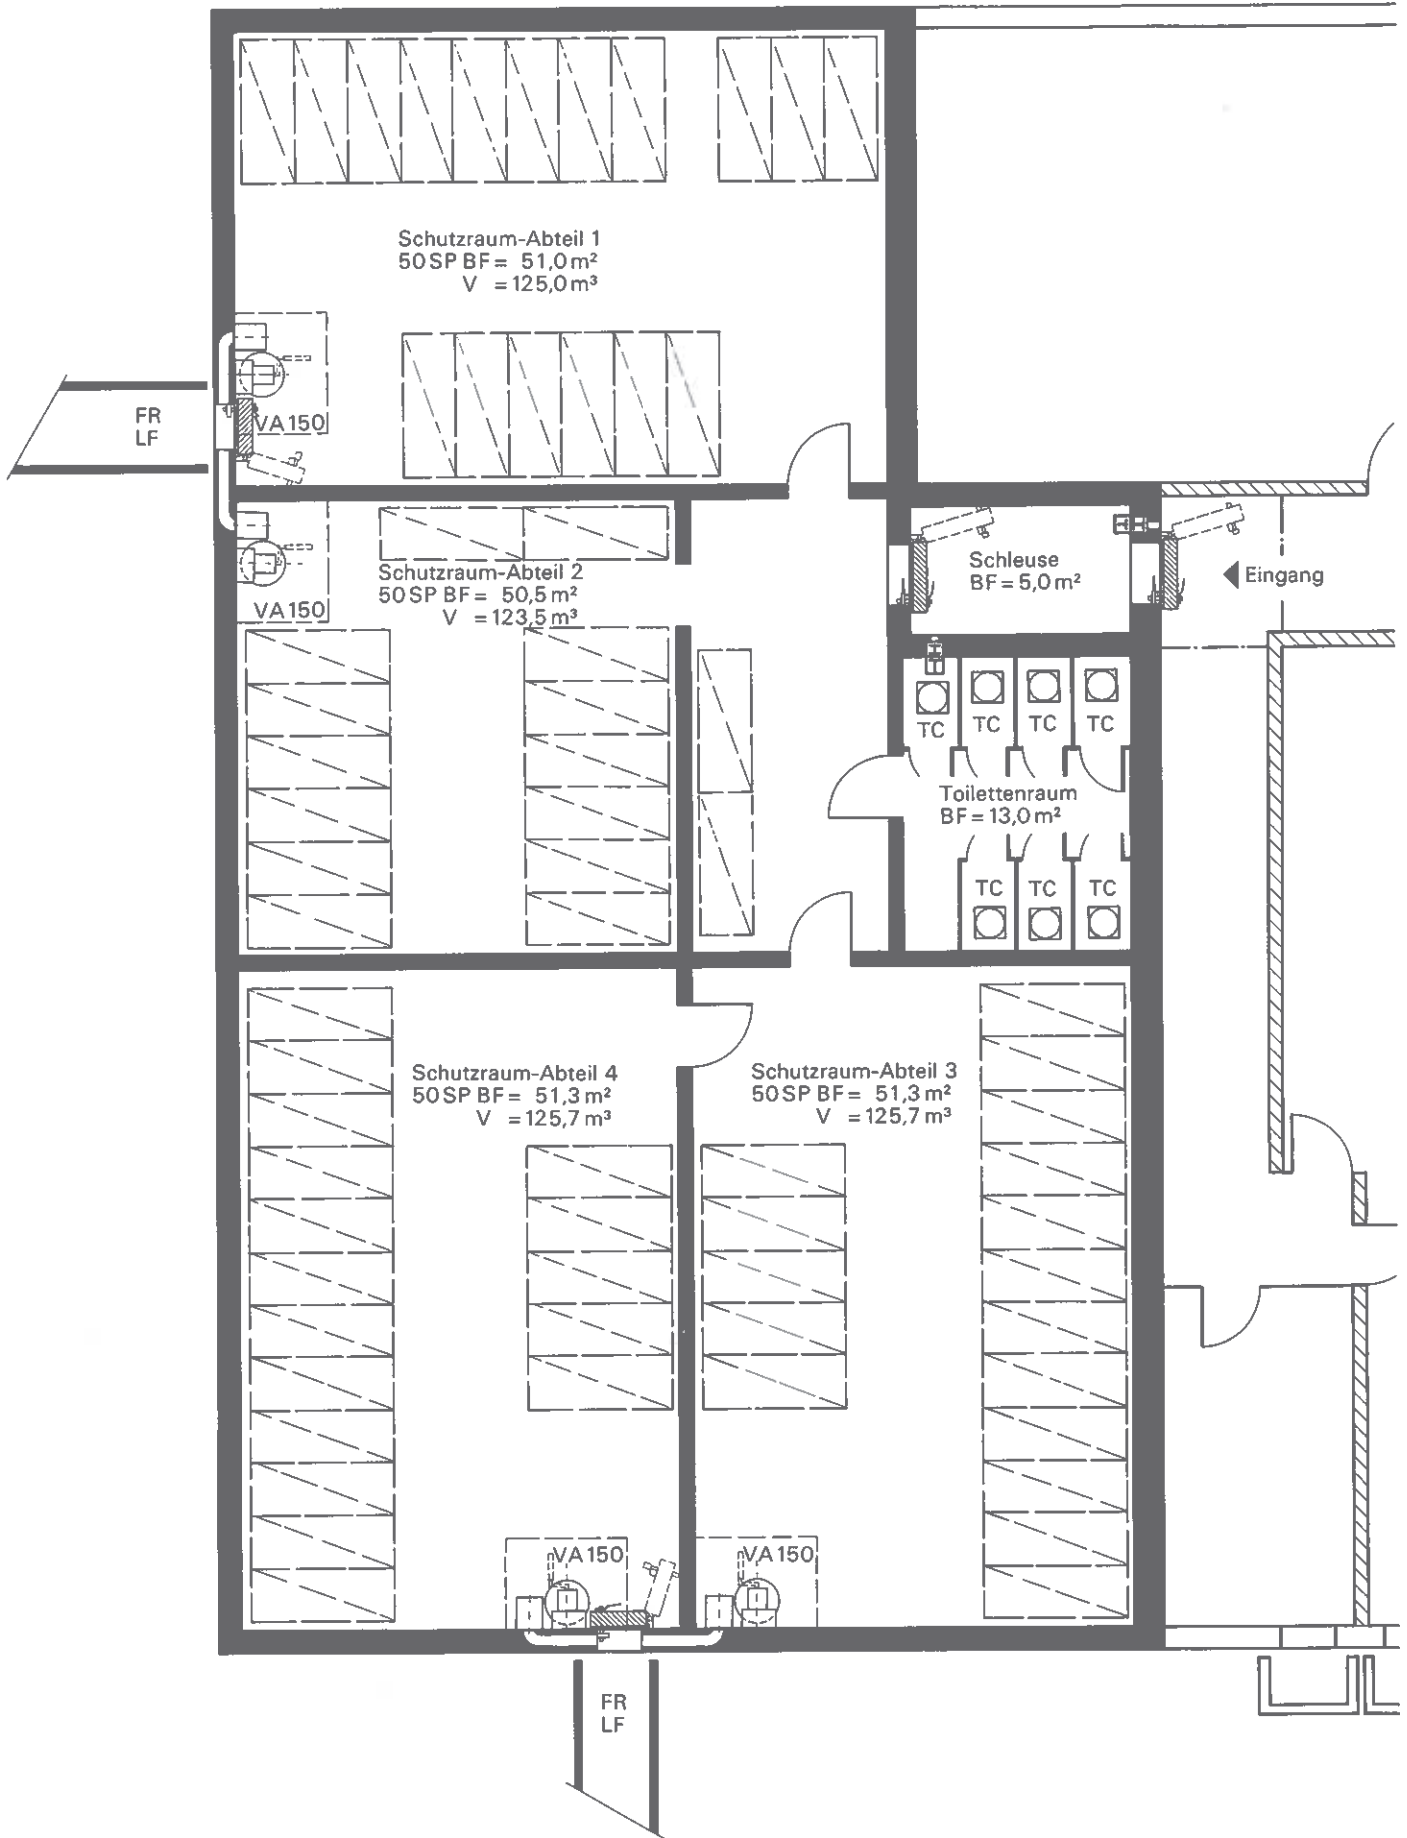 Schutzraum-Abteil 1
50 SP BF = 51,0 m²
V = 125,0 m³
FR
LF
VA 150
Schutzraum-Abteil 2
50 SP BF = 50,5 m²
V = 123,5 m³
VA 150
Schleuse
BF = 5,0 m²
Eingang
TC
TC
TC
TC
Toilettenraum
BF = 13,0 m²
TC
TC
TC
Schutzraum-Abteil 4
50 SP BF = 51,3 m²
V = 125,7 m³
Schutzraum-Abteil 3
50 SP BF = 51,3 m²
V = 125,7 m³
VA 150
VA 150
FR
LF